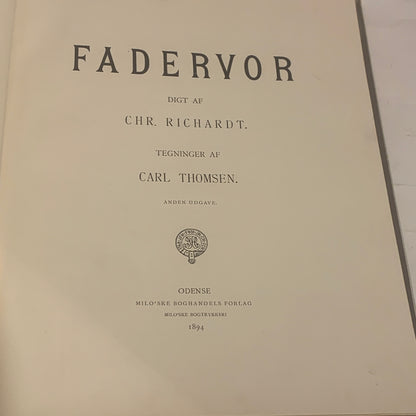 FADERVOR
DIGT AF
CHR. RICHARDT.
TEGNINGER AF
CARL THOMSEN.
ANDEN UDGAVE.
ODENSE
MILO'SKE BOGHANDELS FORLAG
MILO'SKE BOGTRYKKERI
1894